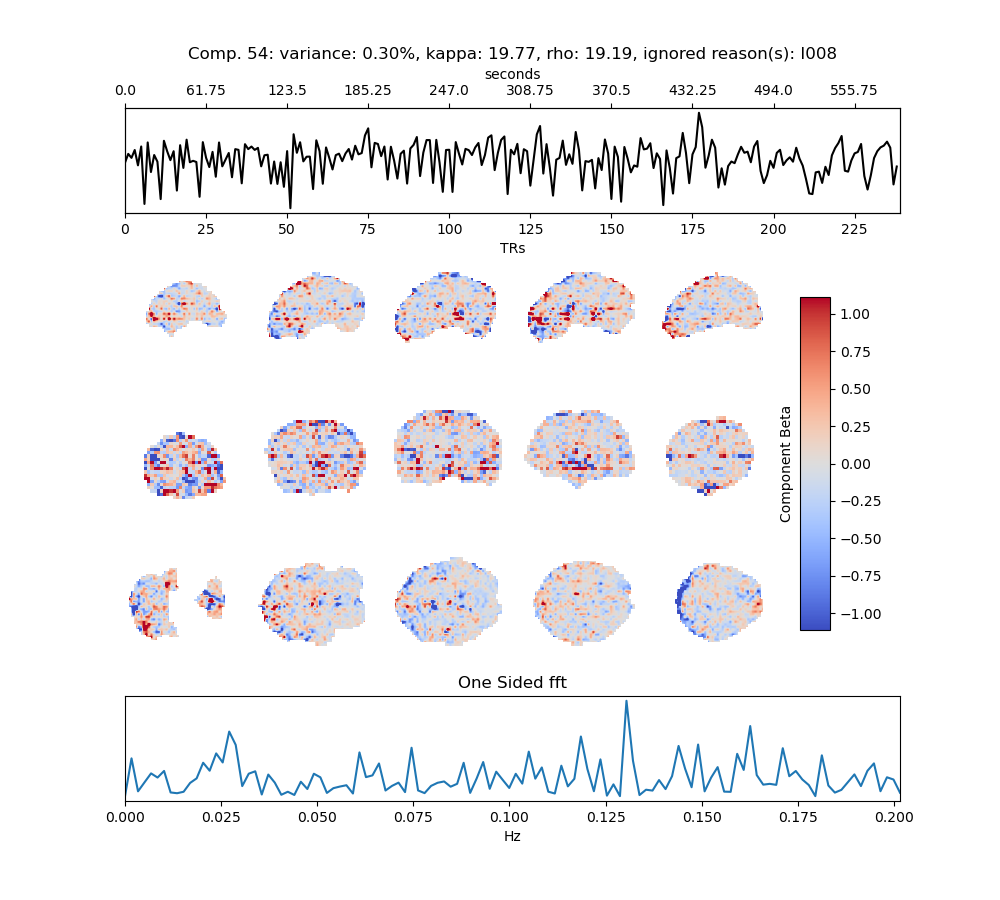 Comp. 54: variance: 0.30%, kappa: 19.77, rho: 19.19, ignored reason(s): I008
seconds
0.0 61.75 123.5 185.25 247.0 308.75 370.5 432.25 494.0 555.75
0 25 50 75 100 125 150 175 200 225
TRs
1.00
0.75
0.50
0.25
0.00
−0.25
−0.50
−0.75
−1.00
Component Beta
One Sided fft
0.000 0.025 0.050 0.075 0.100 0.125 0.150 0.175 0.200
Hz